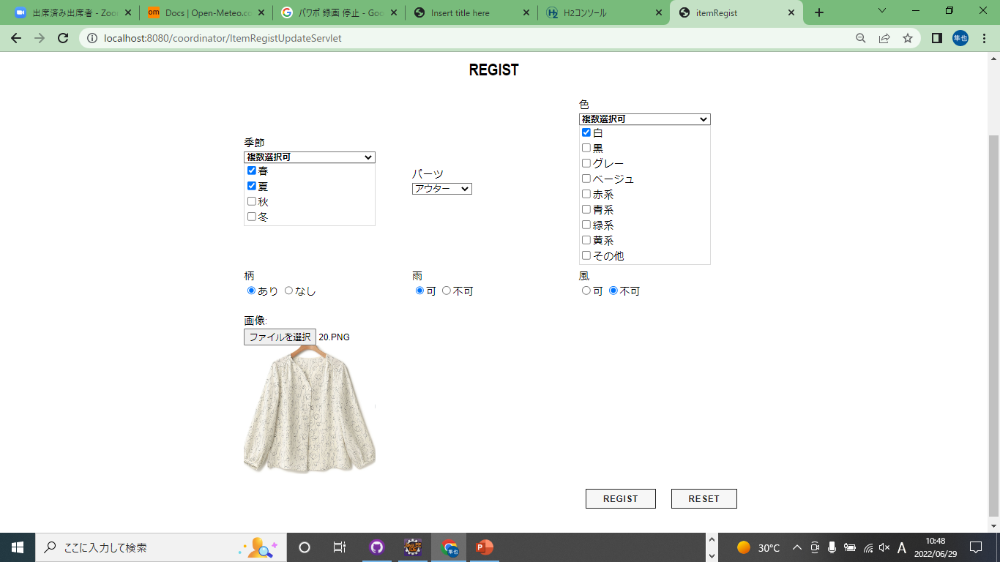 出席済み出席者 - Zoo
Docs | Open-Meteo.co
パワポ 録画 停止 - Goo
Insert title here
H2コンソール
itemRegist
localhost:8080/coordinator/ItemRegistUpdateServlet
隼也
REGIST
季節
複数選択可
春
夏
秋
冬
パーツ
アウター
色
複数選択可
白
黒
グレー
ベージュ
赤系
青系
緑系
黄系
その他
柄
あり なし
雨
可 不可
風
可 不可
画像:
ファイルを選択 20.PNG
REGIST RESET
ここに入力して検索
30°C
A
10:48
2022/06/29